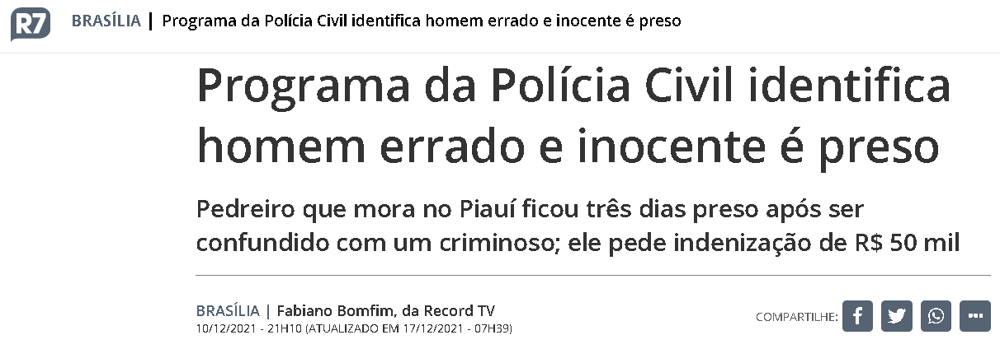 R7 BRASÍLIA | Programa da Polícia Civil identifica homem errado e inocente é preso
Programa da Polícia Civil identifica
homem errado e inocente é preso
Pedreiro que mora no Piauí ficou três dias preso após ser
confundido com um criminoso; ele pede indenização de R$ 50 mil
BRASÍLIA | Fabiano Bomfim, da Record TV
10/12/2021 - 21H10 (ATUALIZADO EM 17/12/2021 - 07H39)
COMPARTILHE: